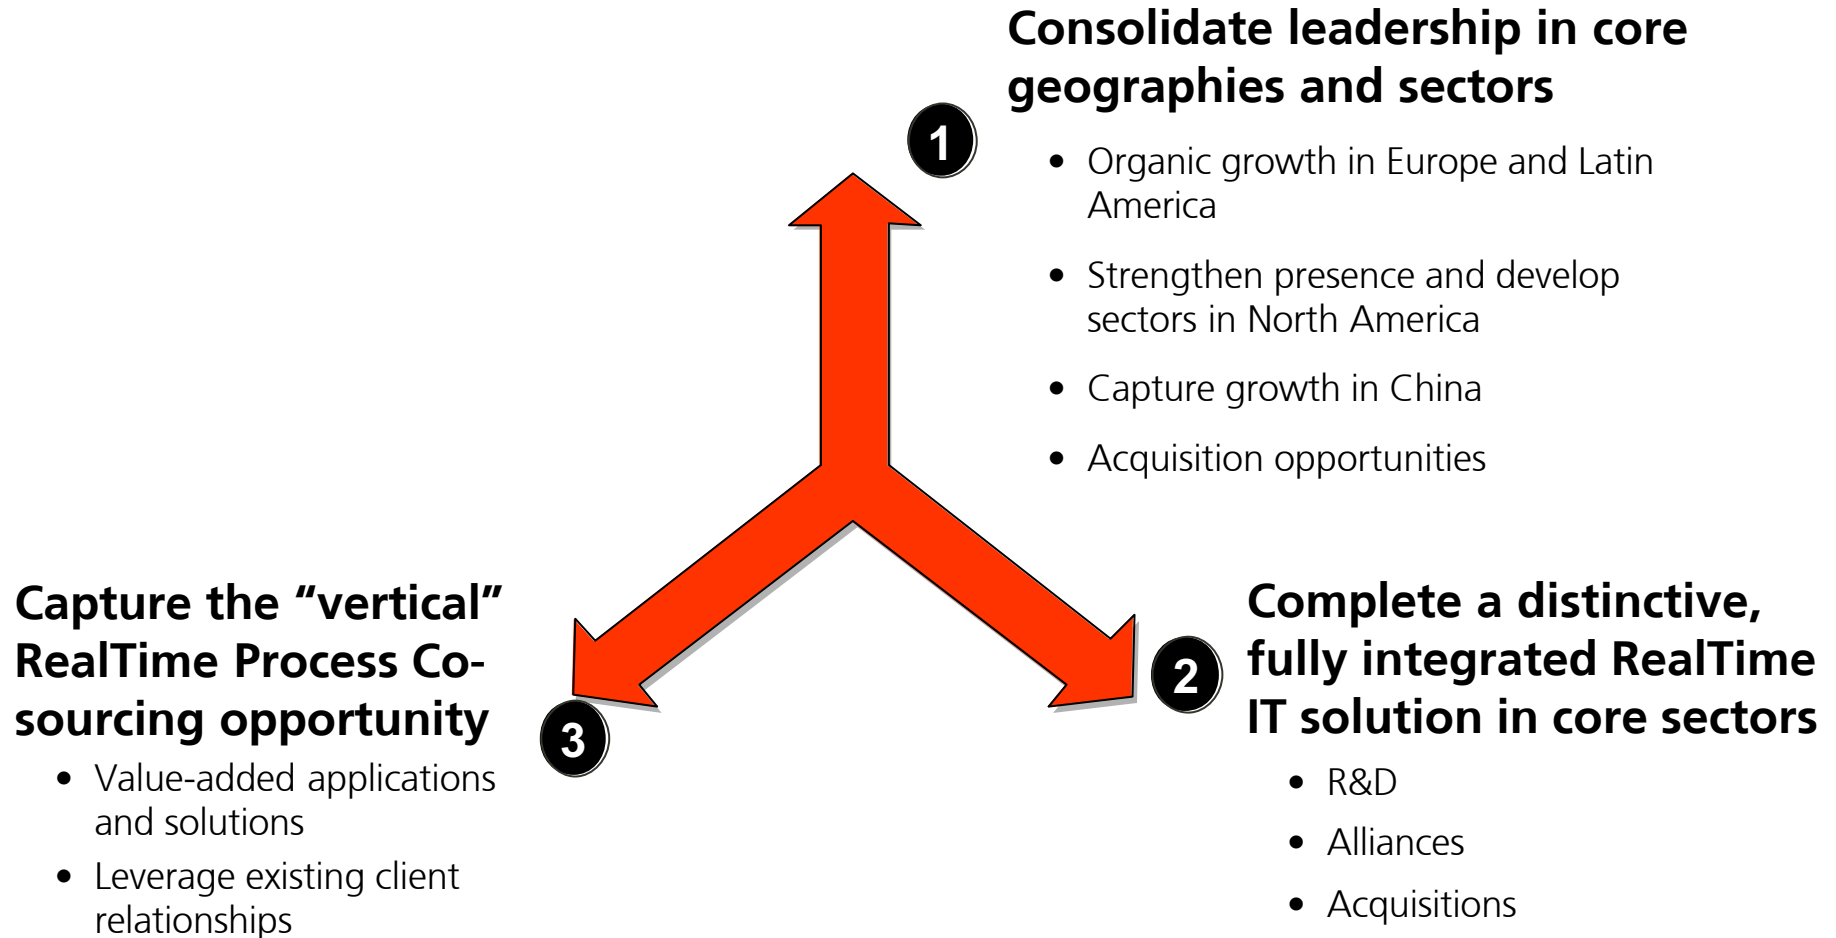 1
Consolidate leadership in core
geographies and sectors
• Organic growth in Europe and Latin
America
• Strengthen presence and develop
sectors in North America
• Capture growth in China
• Acquisition opportunities
2
Complete a distinctive,
fully integrated RealTime
IT solution in core sectors
• R&D
• Alliances
• Acquisitions
3
Capture the “vertical”
RealTime Process Co-
sourcing opportunity
• Value-added applications
and solutions
• Leverage existing client
relationships